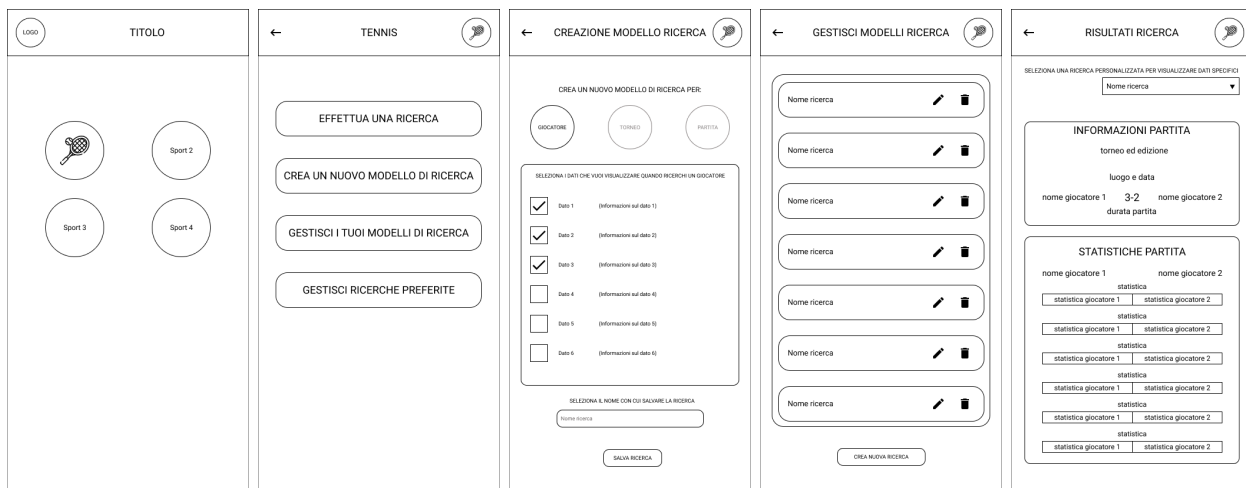 LOGO
TITOLO
Sport 2
Sport 3
Sport 4
TENNIS
EFFETTUA UNA RICERCA
CREA UN NUOVO MODELLO DI RICERCA
GESTISCI I TUOI MODELLI DI RICERCA
GESTISCI RICERCHE PREFERITE
CREAZIONE MODELLO RICERCA
CREA UN NUOVO MODELLO DI RICERCA PER:
GIOCATORE
TORNEO
PARTITA
SELEZIONA I DATI CHE VUOI VISUALIZZARE QUANDO RICERCHI UN GIOCATORE
Dato 1 (Informazioni sul dato 1)
Dato 2 (Informazioni sul dato 2)
Dato 3 (Informazioni sul dato 3)
Dato 4 (Informazioni sul dato 4)
Dato 5 (Informazioni sul dato 5)
Dato 6 (Informazioni sul dato 6)
SELEZIONA IL NOME CON CUI SALVARE LA RICERCA
Nome ricerca
SALVA RICERCA
GESTISCI MODELLI RICERCA
Nome ricerca
Nome ricerca
Nome ricerca
Nome ricerca
Nome ricerca
Nome ricerca
Nome ricerca
CREA NUOVA RICERCA
RISULTATI RICERCA
SELEZIONA UNA RICERCA PERSONALIZZATA PER VISUALIZZARE DATI SPECIFICI
Nome ricerca
INFORMAZIONI PARTITA
torneo ed edizione
luogo e data
nome giocatore 1 3-2 nome giocatore 2
durata partita
STATISTICHE PARTITA
nome giocatore 1 nome giocatore 2
statistica
statistica giocatore 1 statistica giocatore 2
statistica
statistica giocatore 1 statistica giocatore 2
statistica
statistica giocatore 1 statistica giocatore 2
statistica
statistica giocatore 1 statistica giocatore 2
statistica
statistica giocatore 1 statistica giocatore 2
statistica
statistica giocatore 1 statistica giocatore 2